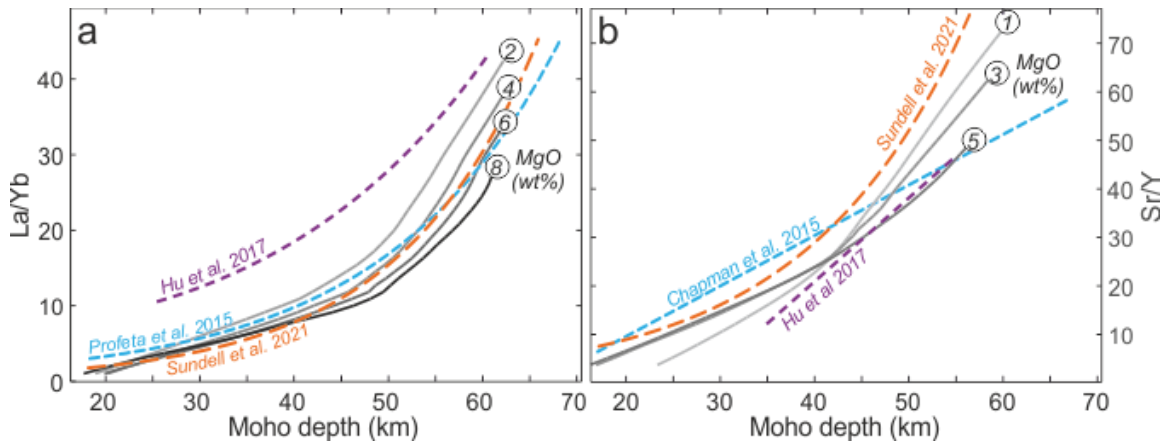 a
40
30
20
10
0
La/Yb
20
30
40
50
60
70
Moho depth (km)
Hu et al. 2017
Profeta et al. 2015
Sundell et al. 2021
2
4
6
8
MgO
(wt%)
b
Sundell et al. 2021
Chapman et al. 2015
Hu et al 2017
1
3
5
MgO
(wt%)
70
60
50
40
30
20
10
Sr/Y
20
30
40
50
60
70
Moho depth (km)